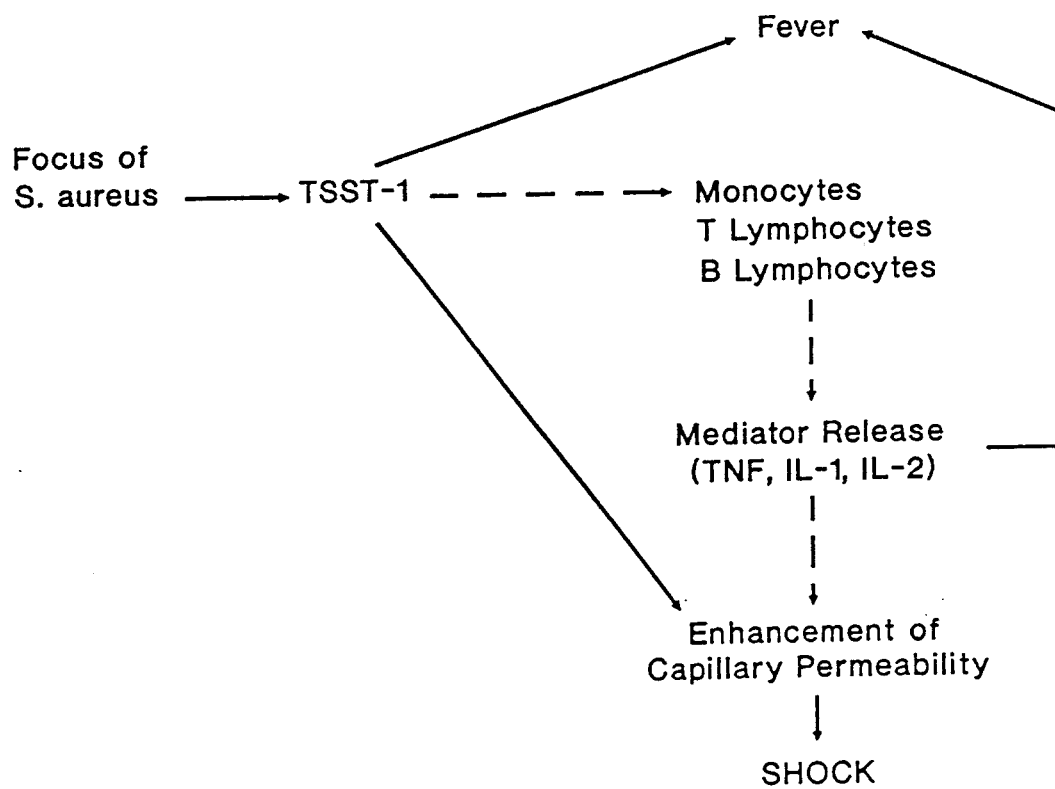 Fever
Focus of
S. aureus
TSST-1
Monocytes
T Lymphocytes
B Lymphocytes
Mediator Release
(TNF, IL-1, IL-2)
Enhancement of
Capillary Permeability
SHOCK